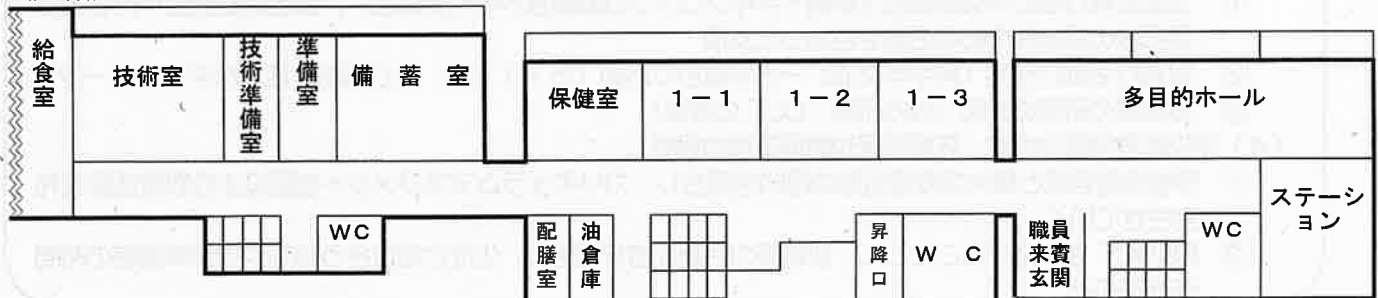 給食室
技術室
技術準備室
準備室
備蓄室
保健室
1-1
1-2
1-3
多目的ホール
ステーション
WC
配膳室
油倉庫
昇降口
WC
職員来賓玄関
WC